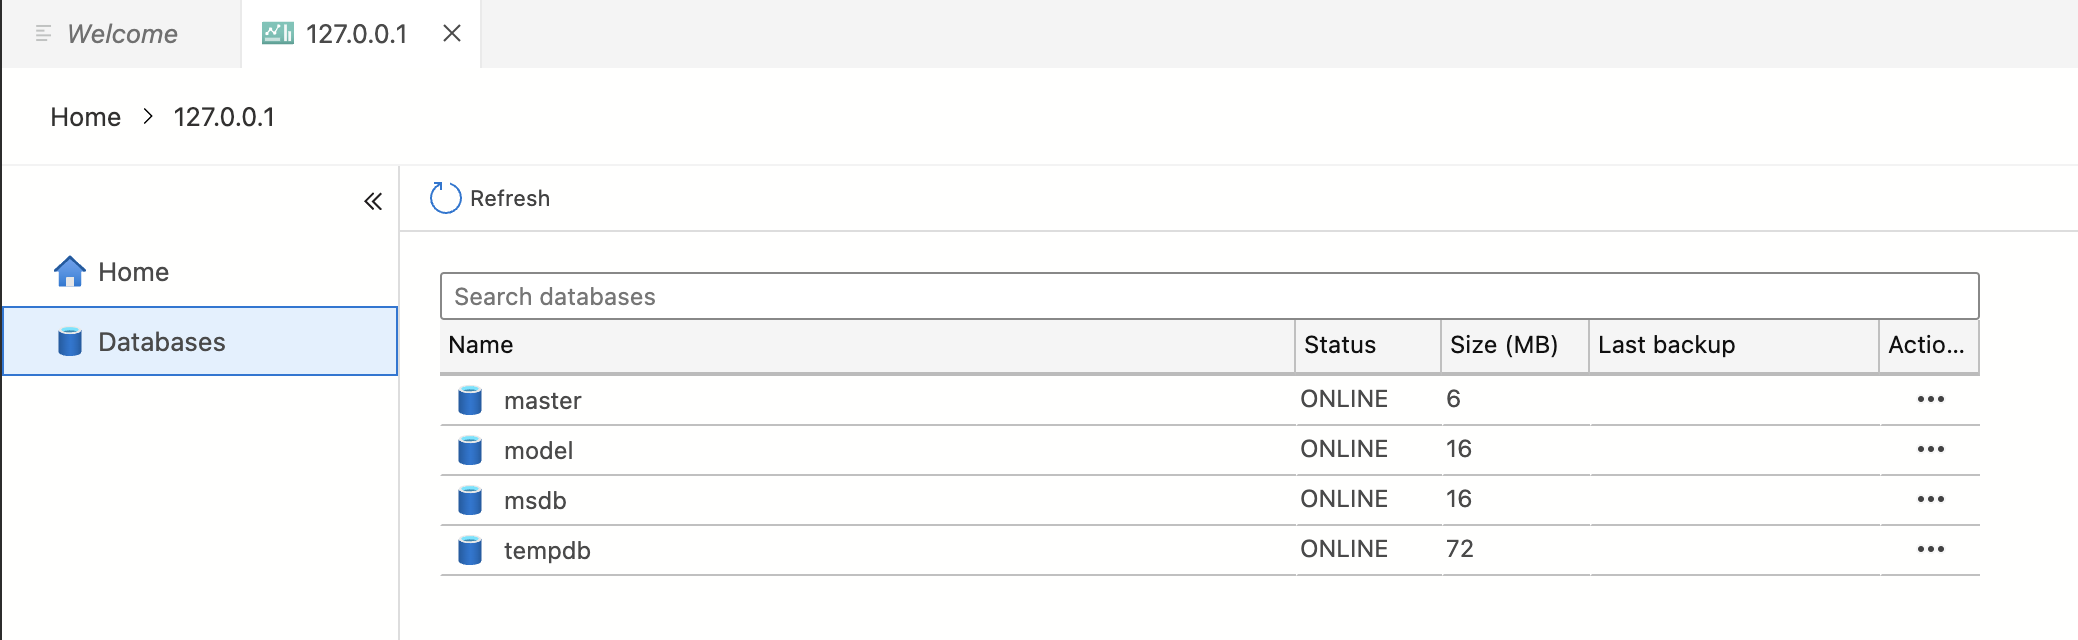 Welcome 127.0.0.1
Home > 127.0.0.1
Refresh
Home
Databases
Search databases
Name Status Size (MB) Last backup Actio...
master ONLINE 6
model ONLINE 16
msdb ONLINE 16
tempdb ONLINE 72